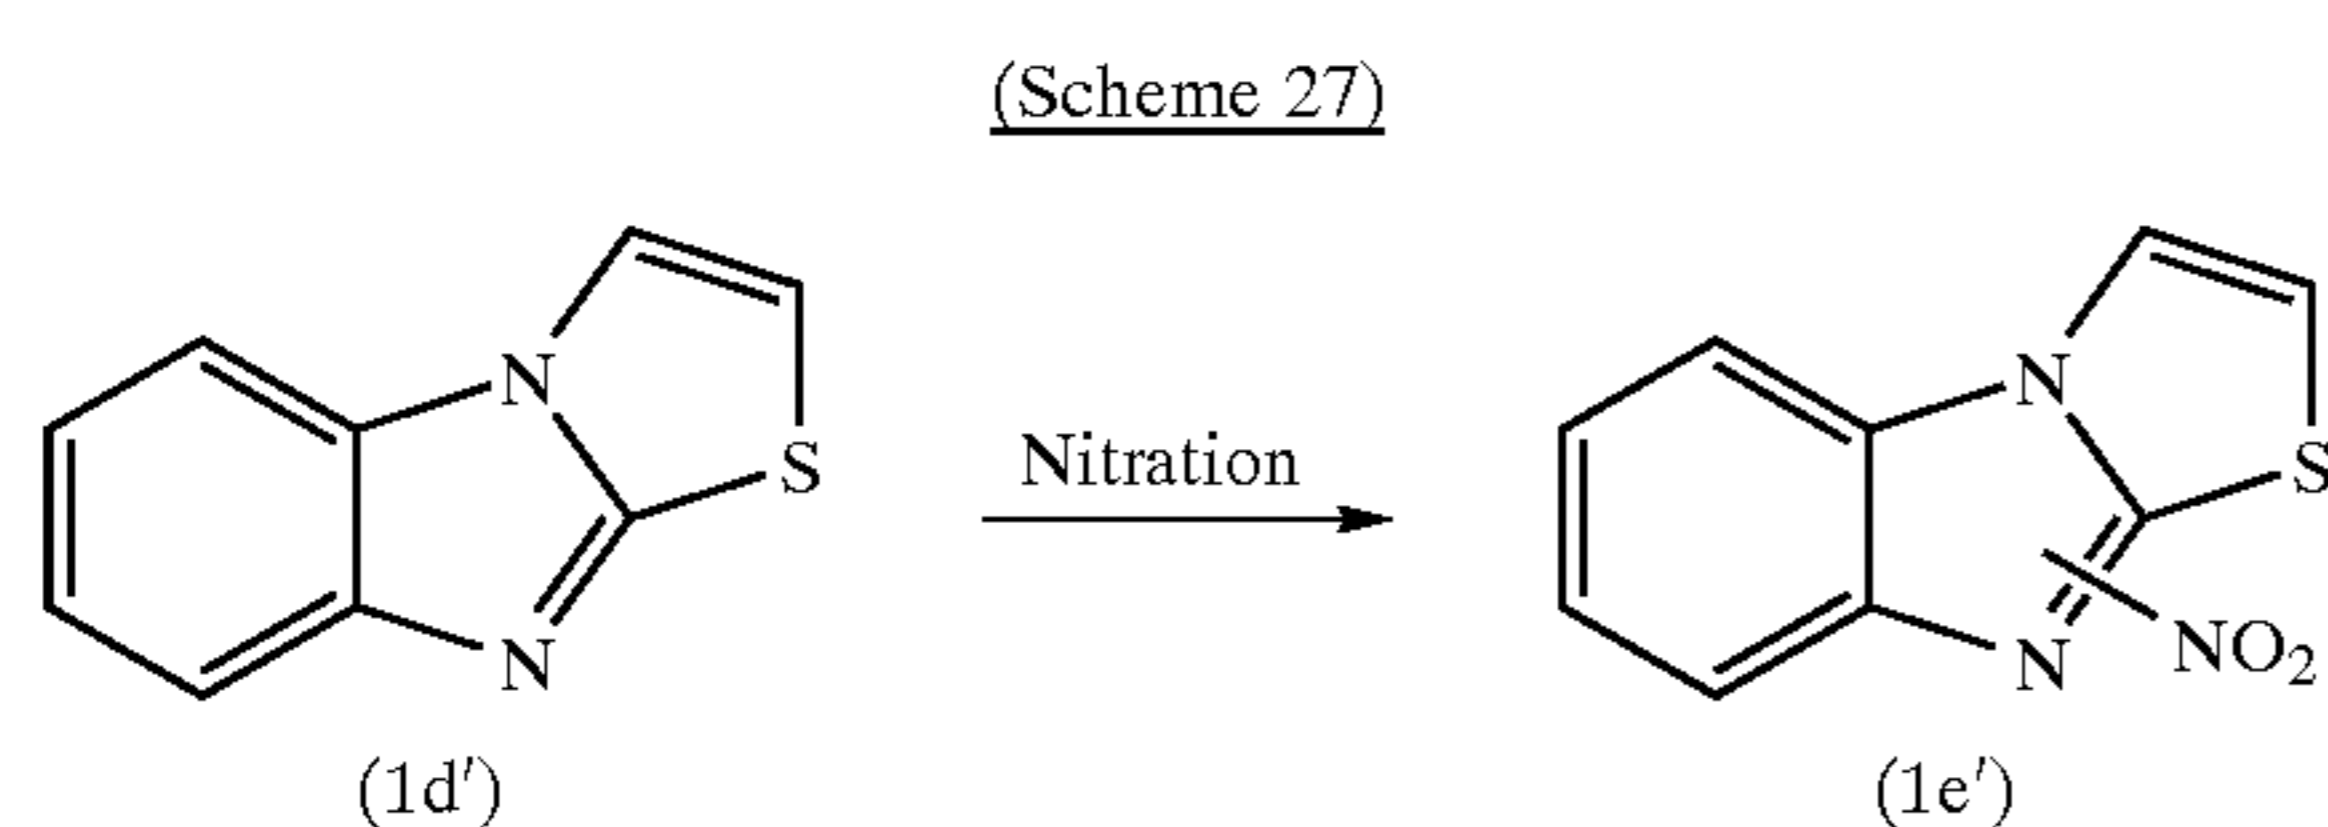 (Scheme 27)
N
S
N
Nitration
N
S
N
NO₂
(1d′)
(1e′)